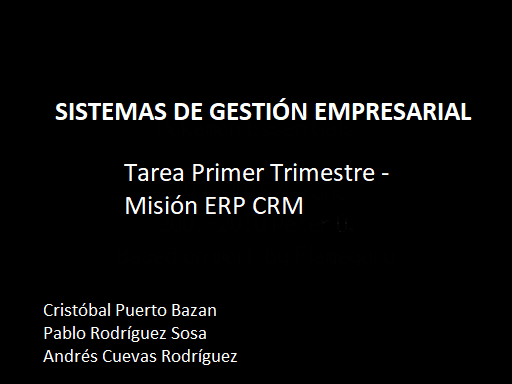 SISTEMAS DE GESTIÓN EMPRESARIAL
Tarea Primer Trimestre -
Misión ERP CRM
Cristóbal Puerto Bazan
Pablo Rodríguez Sosa
Andrés Cuevas Rodríguez